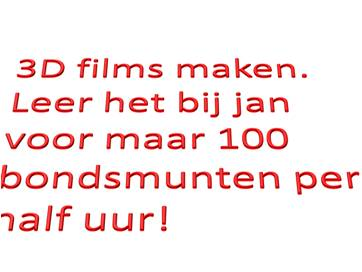 3D films maken.
Leer het bij jan
voor maar 100
bondsmunten per
half uur!